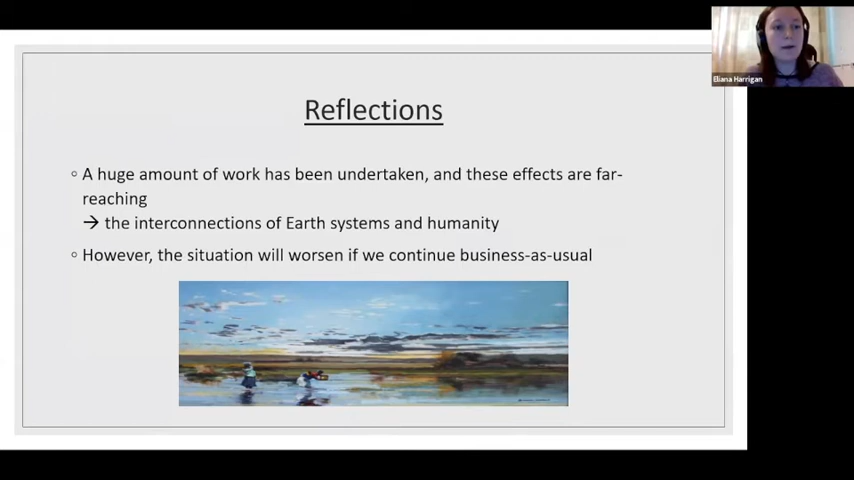 Eliana Harrigan
Reflections
◦ A huge amount of work has been undertaken, and these effects are far-
reaching
→ the interconnections of Earth systems and humanity
◦ However, the situation will worsen if we continue business-as-usual